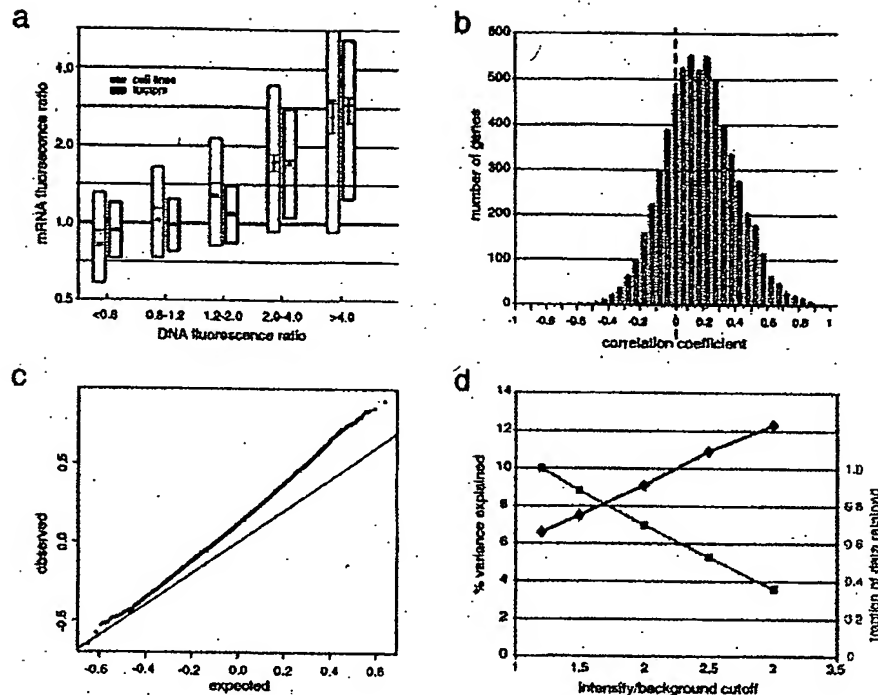 a
mRNA fluorescence ratio
4.0
2.0
1.0
0.5
cell lines
tumors
<0.8
0.8-1.2
1.2-2.0
2.0-4.0
>4.0
DNA fluorescence ratio
b
number of genes
600
500
400
300
200
100
0
-1 -0.8 -0.6 -0.4 -0.2 0 0.2 0.4 0.6 0.8 1
correlation coefficient
c
observed
0.5
0.0
-0.5
-0.6 -0.4 -0.2 0.0 0.2 0.4 0.6
expected
d
% variance explained
14
12
10
8
6
4
2
0
1 1.5 2 2.5 3 3.5
intensity/background cutoff
1.0
0.8
0.6
0.4
0.2
0
fraction of data retained